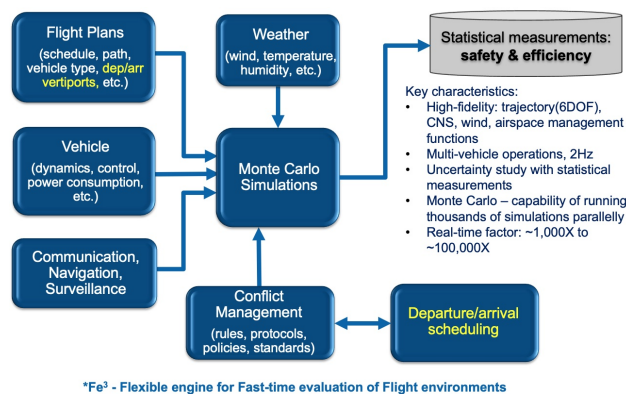 Flight Plans
(schedule, path,
vehicle type, dep/arr
vertiports, etc.)
Weather
(wind, temperature,
humidity, etc.)
Statistical measurements:
safety & efficiency
Key characteristics:
• High-fidelity: trajectory(6DOF),
CNS, wind, airspace management
functions
• Multi-vehicle operations, 2Hz
• Uncertainty study with statistical
measurements
• Monte Carlo – capability of running
thousands of simulations parallelly
• Real-time factor: ~1,000X to
~100,000X
Vehicle
(dynamics, control,
power consumption,
etc.)
Monte Carlo
Simulations
Communication,
Navigation,
Surveillance
Conflict
Management
(rules, protocols,
policies, standards)
Departure/arrival
scheduling
*Fe³ - Flexible engine for Fast-time evaluation of Flight environments